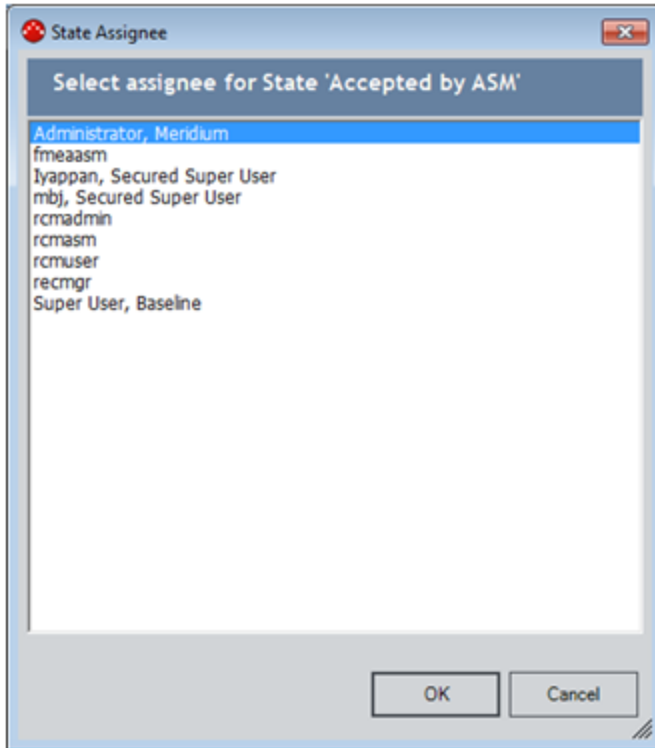 State Assignee
Select assignee for State 'Accepted by ASM'
Administrator, Meridium
fmeaasm
Iyappan, Secured Super User
mbj, Secured Super User
rcmadmin
rcmasm
rcmuser
recmgr
Super User, Baseline
OK
Cancel